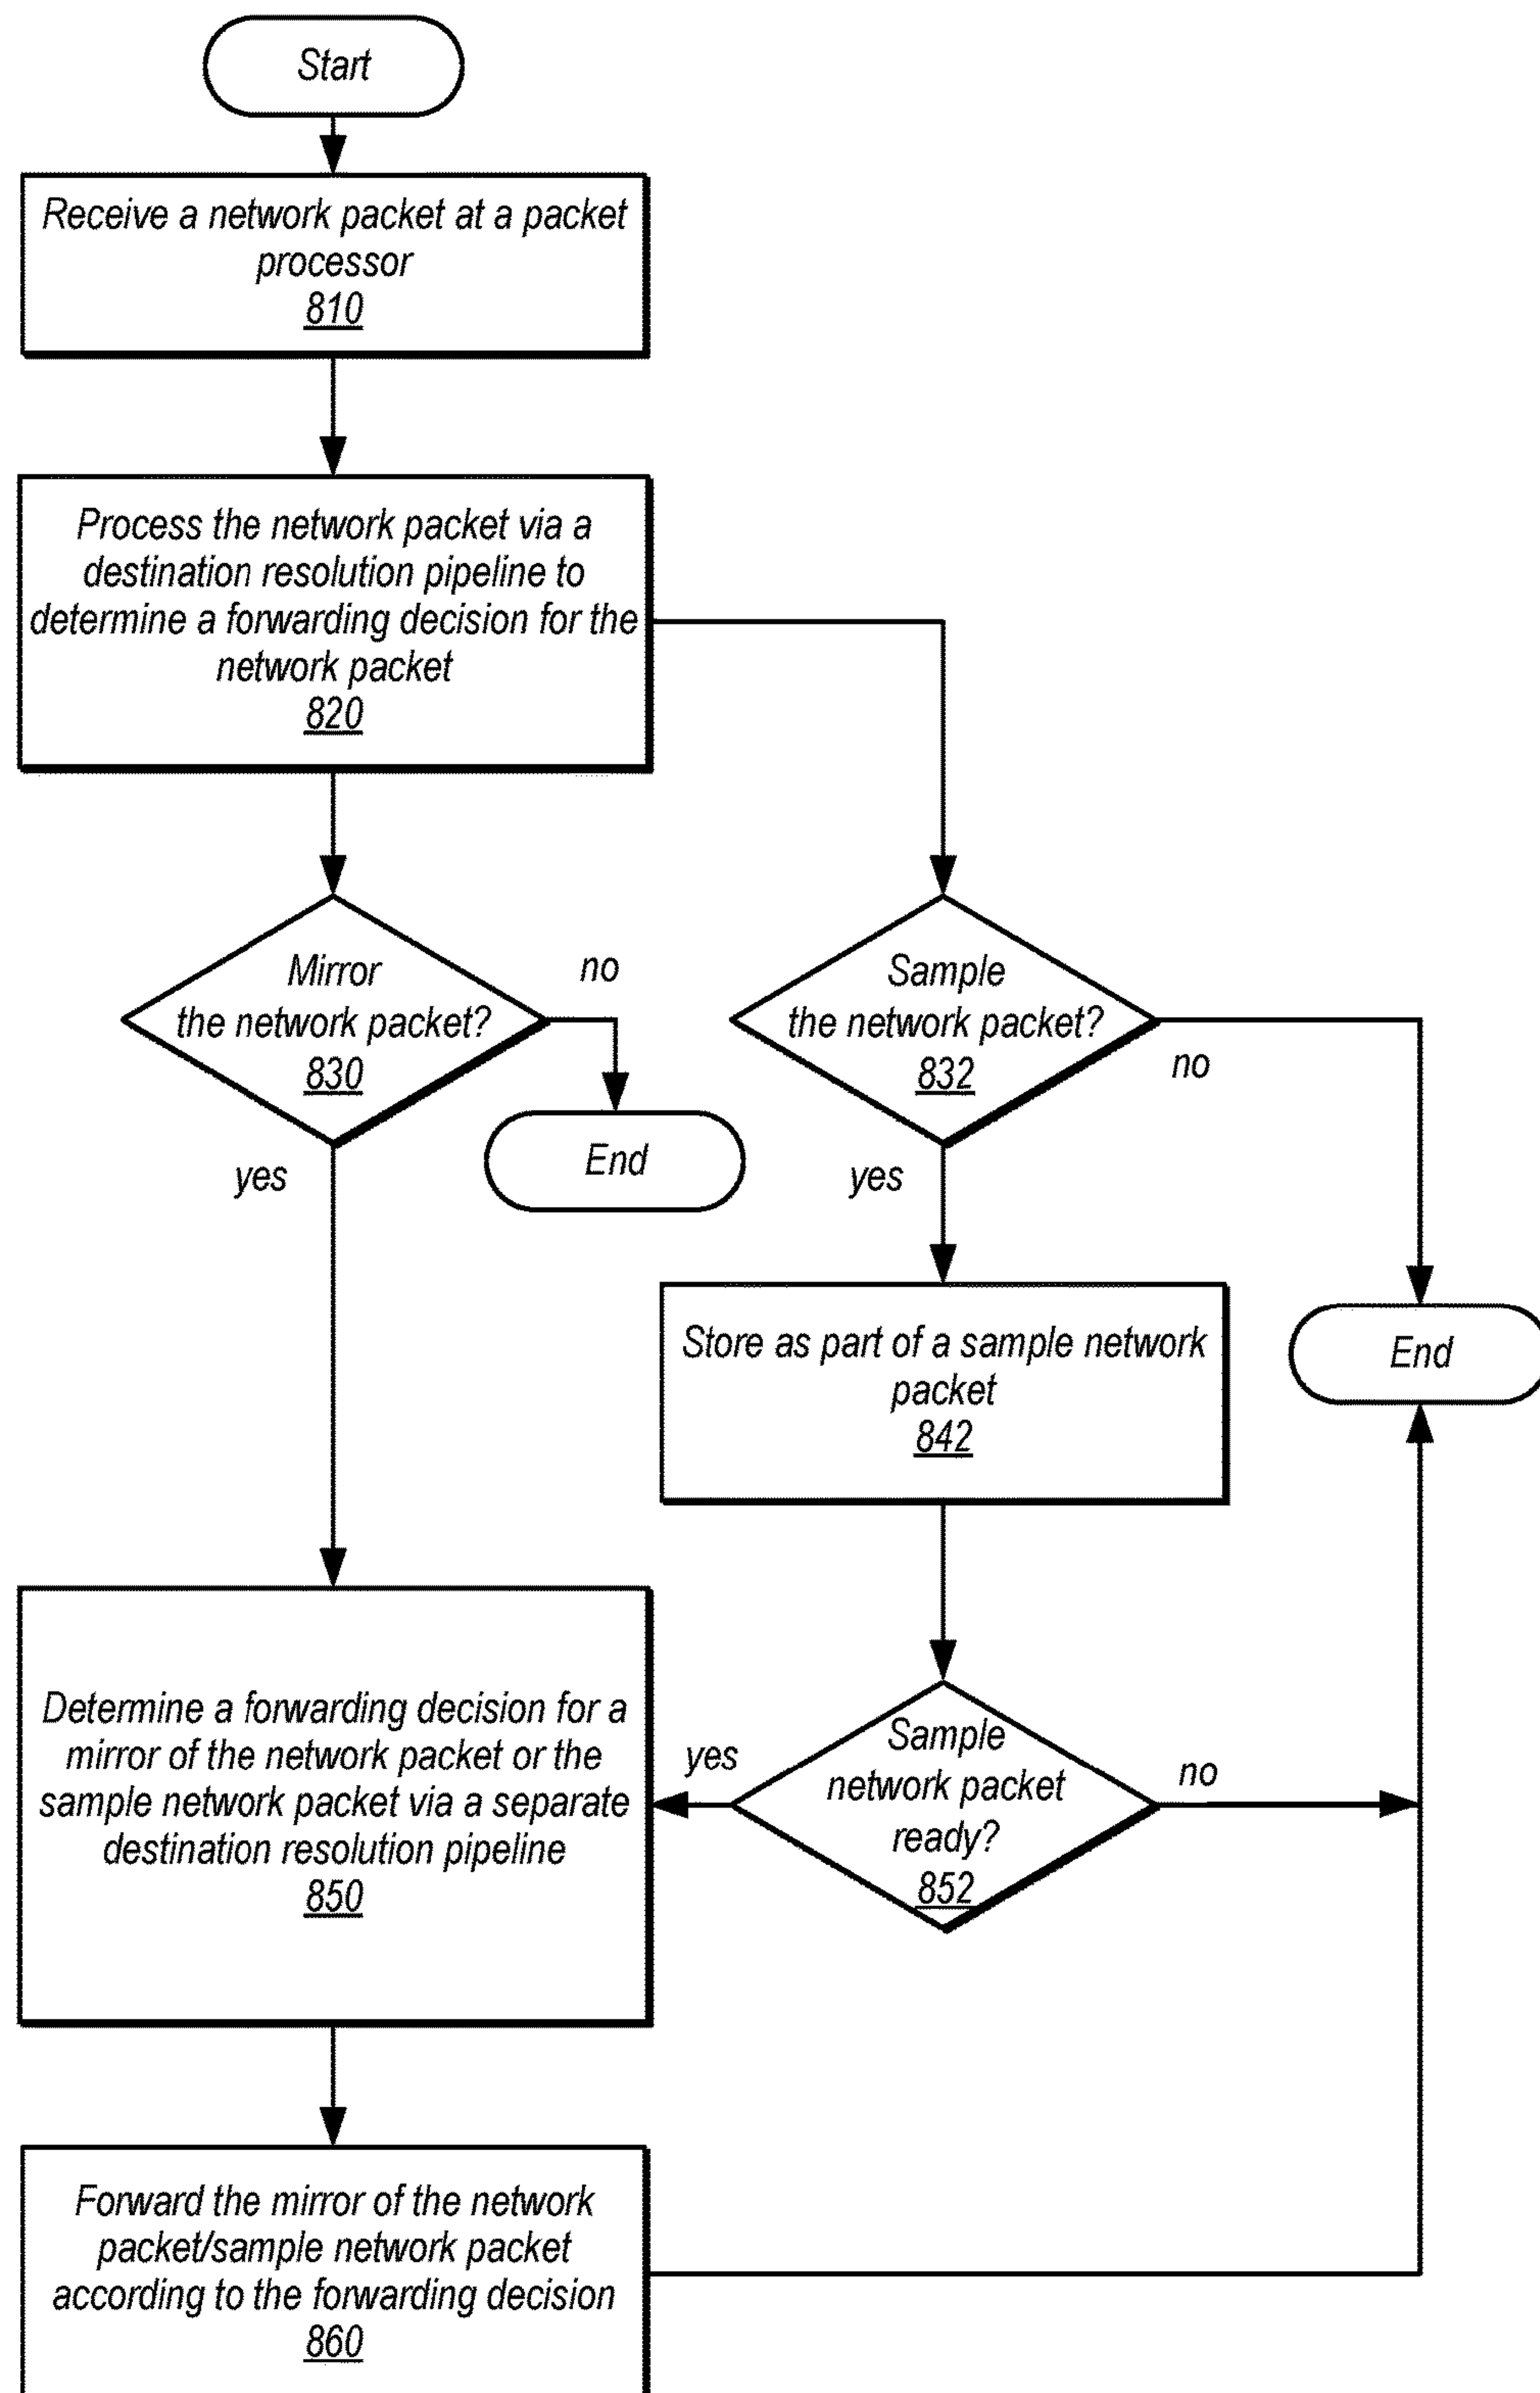 Start
Receive a network packet at a packet
processor
810
Process the network packet via a
destination resolution pipeline to
determine a forwarding decision for the
network packet
820
Mirror
the network packet?
830
no
yes
End
Sample
the network packet?
832
no
yes
Store as part of a sample network
packet
842
End
Determine a forwarding decision for a
mirror of the network packet or the
sample network packet via a separate
destination resolution pipeline
850
yes
Sample
network packet
ready?
852
no
Forward the mirror of the network
packet/sample network packet
according to the forwarding decision
860